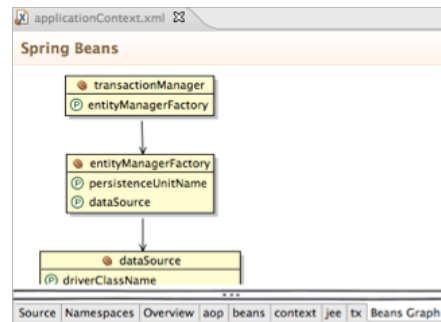 applicationContext.xml
Spring Beans
transactionManager
P entityManagerFactory
entityManagerFactory
P persistenceUnitName
P dataSource
dataSource
P driverClassName
Source Namespaces Overview aop beans context jee tx Beans Graph